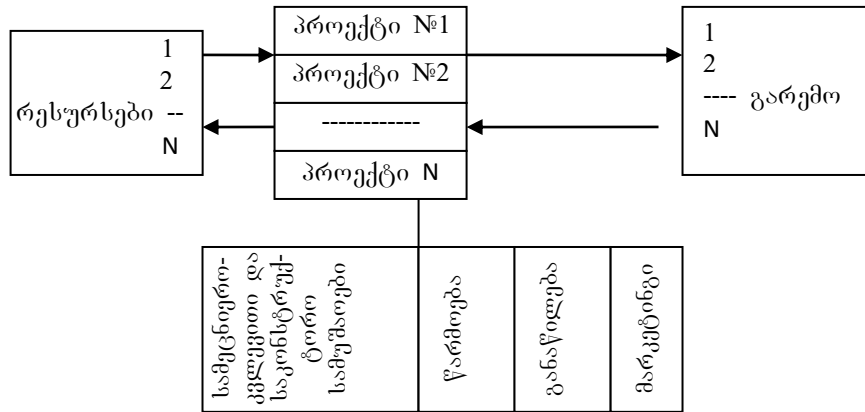 1
2
რესურსები --
N
პროექტი №1
პროექტი №2
------------
პროექტი N
1
2
---- გარემო
N
სამეცნიერო-
კვლევითი და
საკონსტრუქ-
ტორო
სამუშაოები
წარმოება
განაწილება
მარკეტინგი